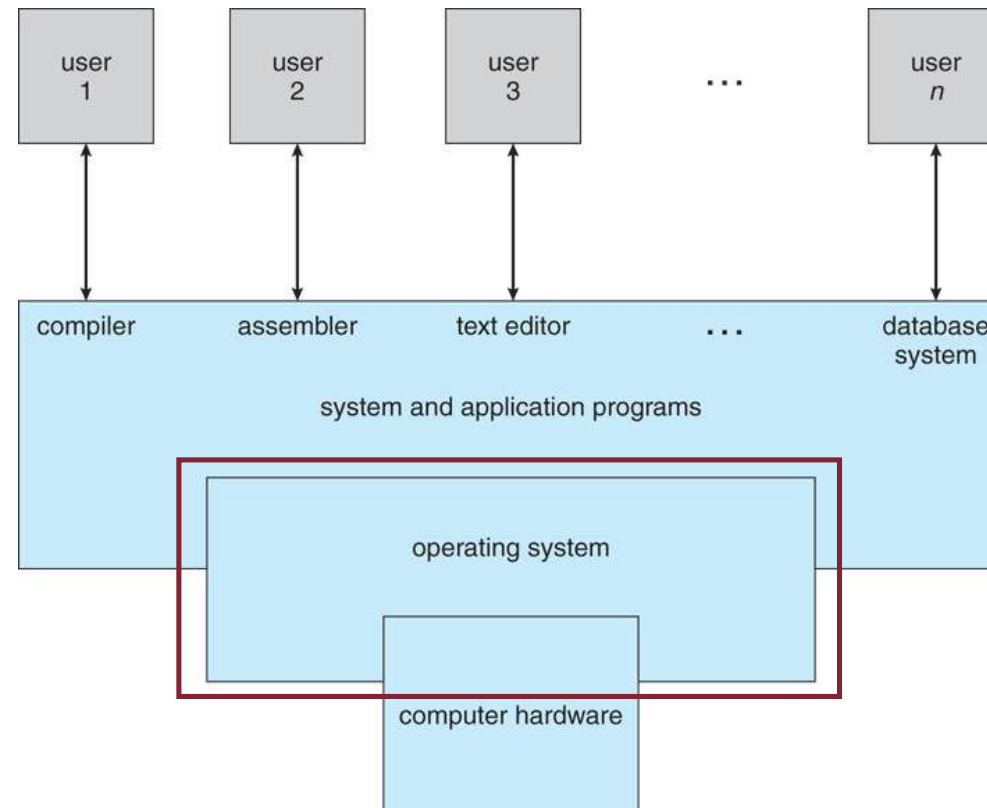 user
1
user
2
user
3
...
user
n
compiler
assembler
text editor
...
database
system
system and application programs
operating system
computer hardware